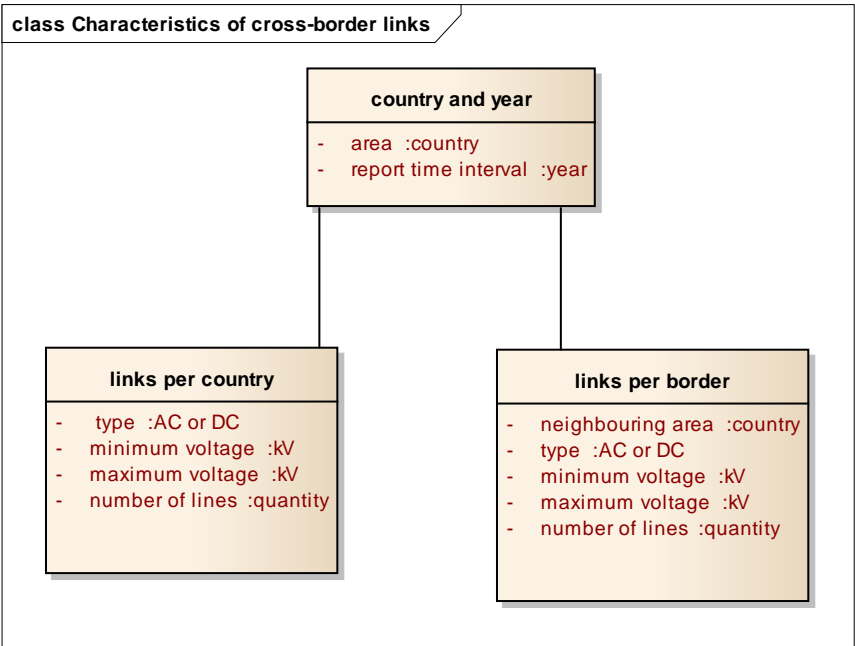 class Characteristics of cross-border links
country and year
- area :country
- report time interval :year
links per country
- type :AC or DC
- minimum voltage :kV
- maximum voltage :kV
- number of lines :quantity
links per border
- neighbouring area :country
- type :AC or DC
- minimum voltage :kV
- maximum voltage :kV
- number of lines :quantity